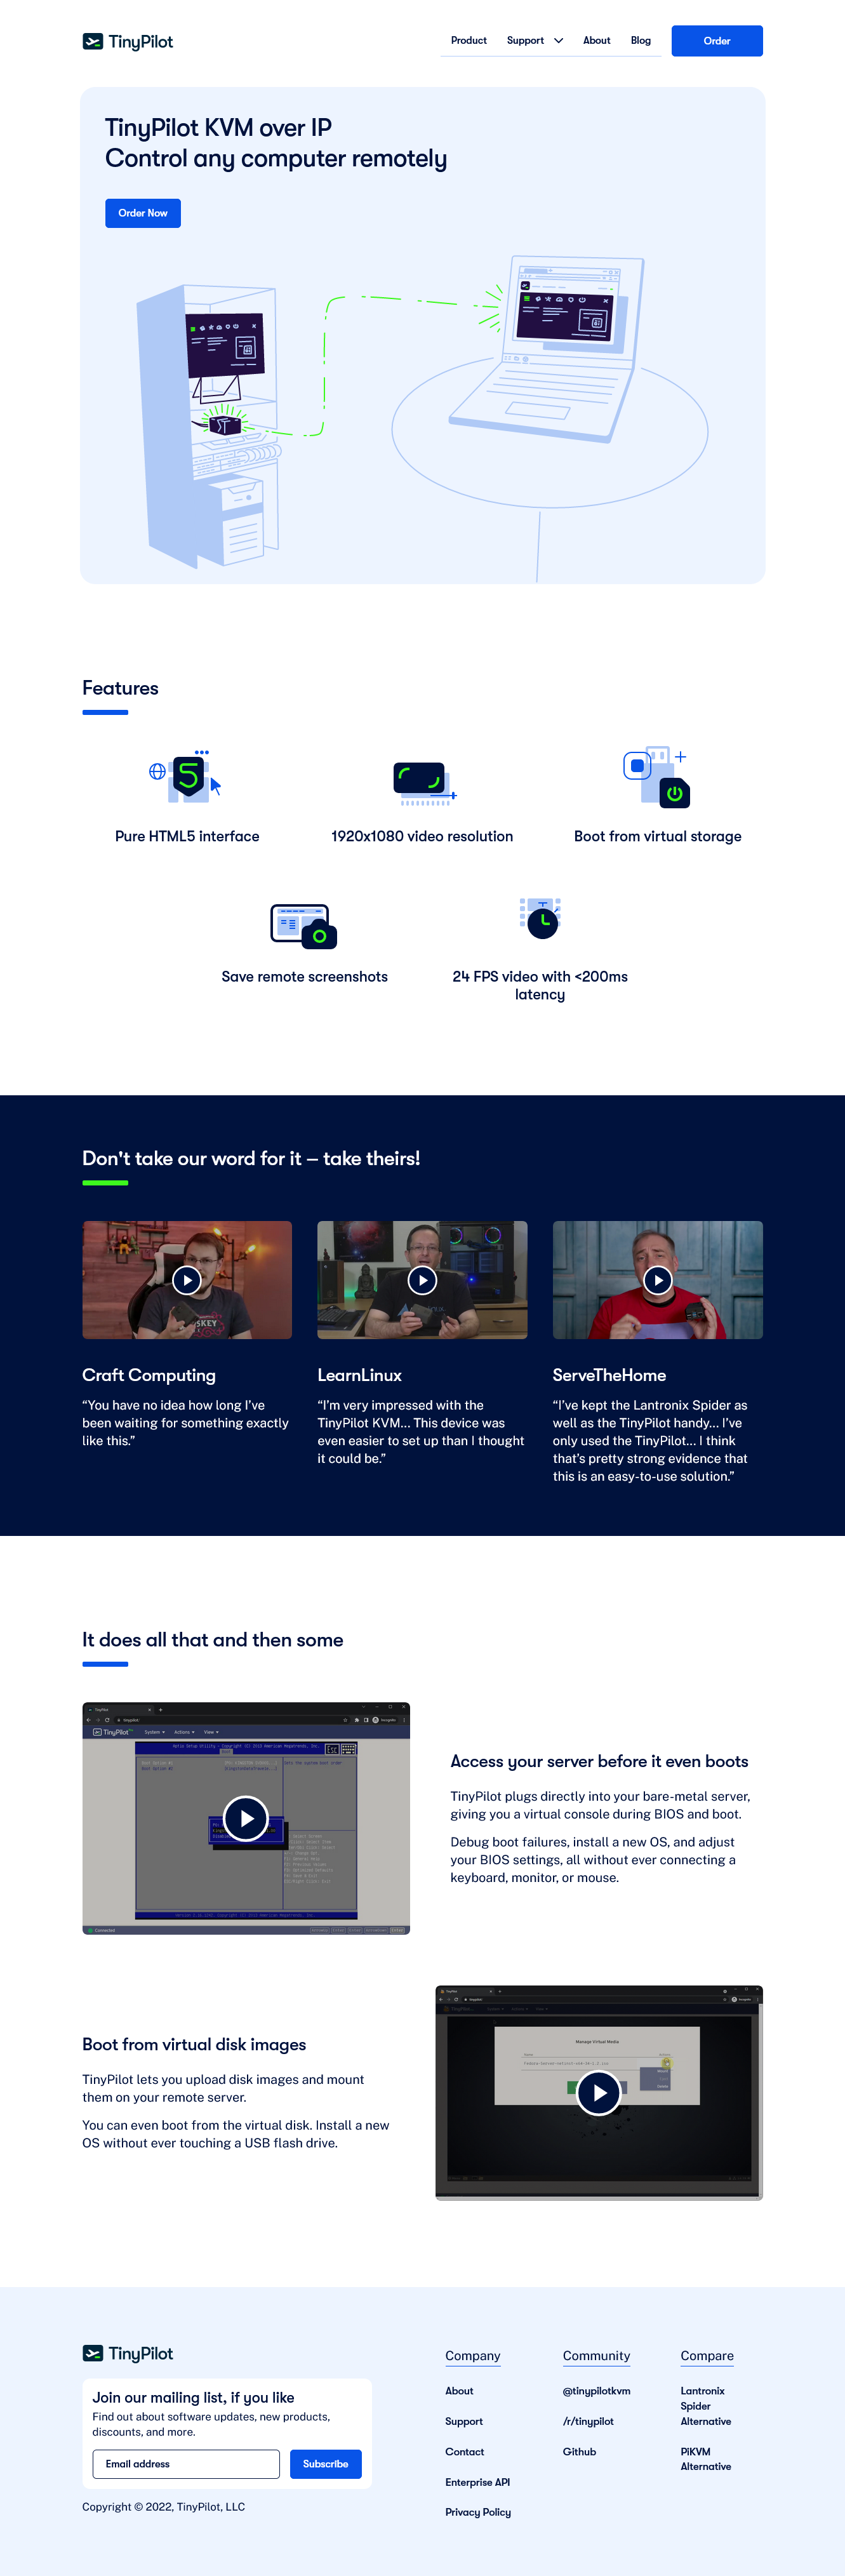 TinyPilot
Product Support About Blog Order
TinyPilot KVM over IP
Control any computer remotely
Order Now
Features
Pure HTML5 interface
1920x1080 video resolution
Boot from virtual storage
Save remote screenshots
24 FPS video with <200ms
latency
Don't take our word for it – take theirs!
Craft Computing
“You have no idea how long I’ve
been waiting for something exactly
like this.”
LearnLinux
“I’m very impressed with the
TinyPilot KVM... This device was
even easier to set up than I thought
it could be.”
ServeTheHome
“I’ve kept the Lantronix Spider as
well as the TinyPilot handy... I’ve
only used the TinyPilot... I think
that’s pretty strong evidence that
this is an easy-to-use solution.”
It does all that and then some
TinyPilot
System Actions View
Connected
Access your server before it even boots
TinyPilot plugs directly into your bare-metal server,
giving you a virtual console during BIOS and boot.
Debug boot failures, install a new OS, and adjust
your BIOS settings, all without ever connecting a
keyboard, monitor, or mouse.
Boot from virtual disk images
TinyPilot lets you upload disk images and mount
them on your remote server.
You can even boot from the virtual disk. Install a new
OS without ever touching a USB flash drive.
Manage Virtual Media
TinyPilot
Join our mailing list, if you like
Find out about software updates, new products,
discounts, and more.
Email address
Subscribe
Copyright © 2022, TinyPilot, LLC
Company
About
Support
Contact
Enterprise API
Privacy Policy
Community
@tinypilotkvm
/r/tinypilot
Github
Compare
Lantronix
Spider
Alternative
PiKVM
Alternative